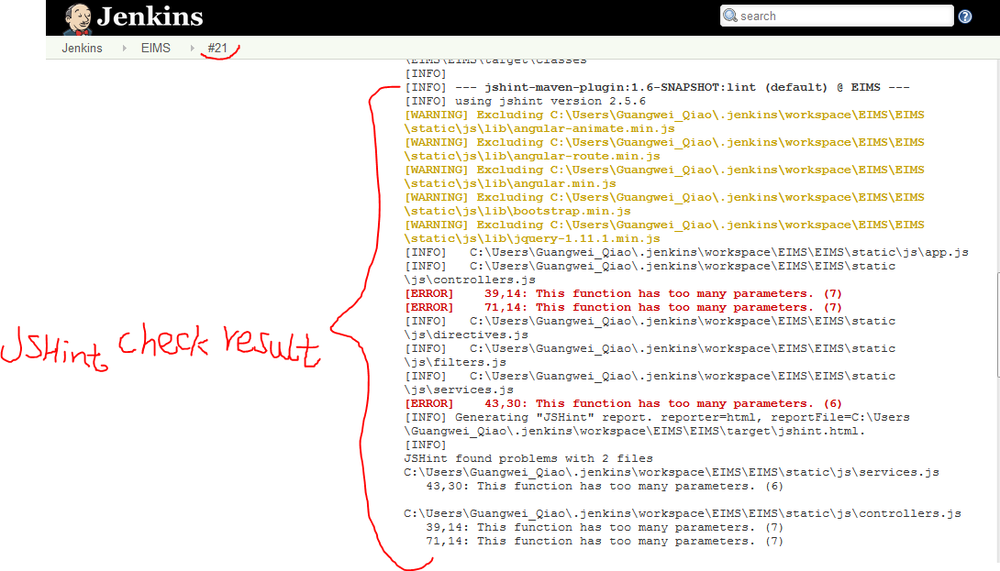 Jenkins
search
Jenkins
EIMS
#21
\EIMS\EIMS\target\classes
[INFO]
[INFO] --- jshint-maven-plugin:1.6-SNAPSHOT:lint (default) @ EIMS ---
[INFO] using jshint version 2.5.6
[WARNING] Excluding C:\Users\Guangwei_Qiao\.jenkins\workspace\EIMS\EIMS
\static\js\lib\angular-animate.min.js
[WARNING] Excluding C:\Users\Guangwei_Qiao\.jenkins\workspace\EIMS\EIMS
\static\js\lib\angular-route.min.js
[WARNING] Excluding C:\Users\Guangwei_Qiao\.jenkins\workspace\EIMS\EIMS
\static\js\lib\angular.min.js
[WARNING] Excluding C:\Users\Guangwei_Qiao\.jenkins\workspace\EIMS\EIMS
\static\js\lib\bootstrap.min.js
[WARNING] Excluding C:\Users\Guangwei_Qiao\.jenkins\workspace\EIMS\EIMS
\static\js\lib\jquery-1.11.1.min.js
[INFO]   C:\Users\Guangwei_Qiao\.jenkins\workspace\EIMS\EIMS\static\js\app.js
[INFO]   C:\Users\Guangwei_Qiao\.jenkins\workspace\EIMS\EIMS\static
\js\controllers.js
[ERROR]    39,14: This function has too many parameters. (7)
[ERROR]    71,14: This function has too many parameters. (7)
[INFO]   C:\Users\Guangwei_Qiao\.jenkins\workspace\EIMS\EIMS\static
\js\directives.js
[INFO]   C:\Users\Guangwei_Qiao\.jenkins\workspace\EIMS\EIMS\static
\js\filters.js
[INFO]   C:\Users\Guangwei_Qiao\.jenkins\workspace\EIMS\EIMS\static
\js\services.js
[ERROR]    43,30: This function has too many parameters. (6)
[INFO] Generating "JSHint" report. reporter=html, reportFile=C:\Users
\Guangwei_Qiao\.jenkins\workspace\EIMS\EIMS\target\jshint.html.
[INFO]
JSHint found problems with 2 files
C:\Users\Guangwei_Qiao\.jenkins\workspace\EIMS\EIMS\static\js\services.js
43,30: This function has too many parameters. (6)
C:\Users\Guangwei_Qiao\.jenkins\workspace\EIMS\EIMS\static\js\controllers.js
39,14: This function has too many parameters. (7)
71,14: This function has too many parameters. (7)
JSHint check result